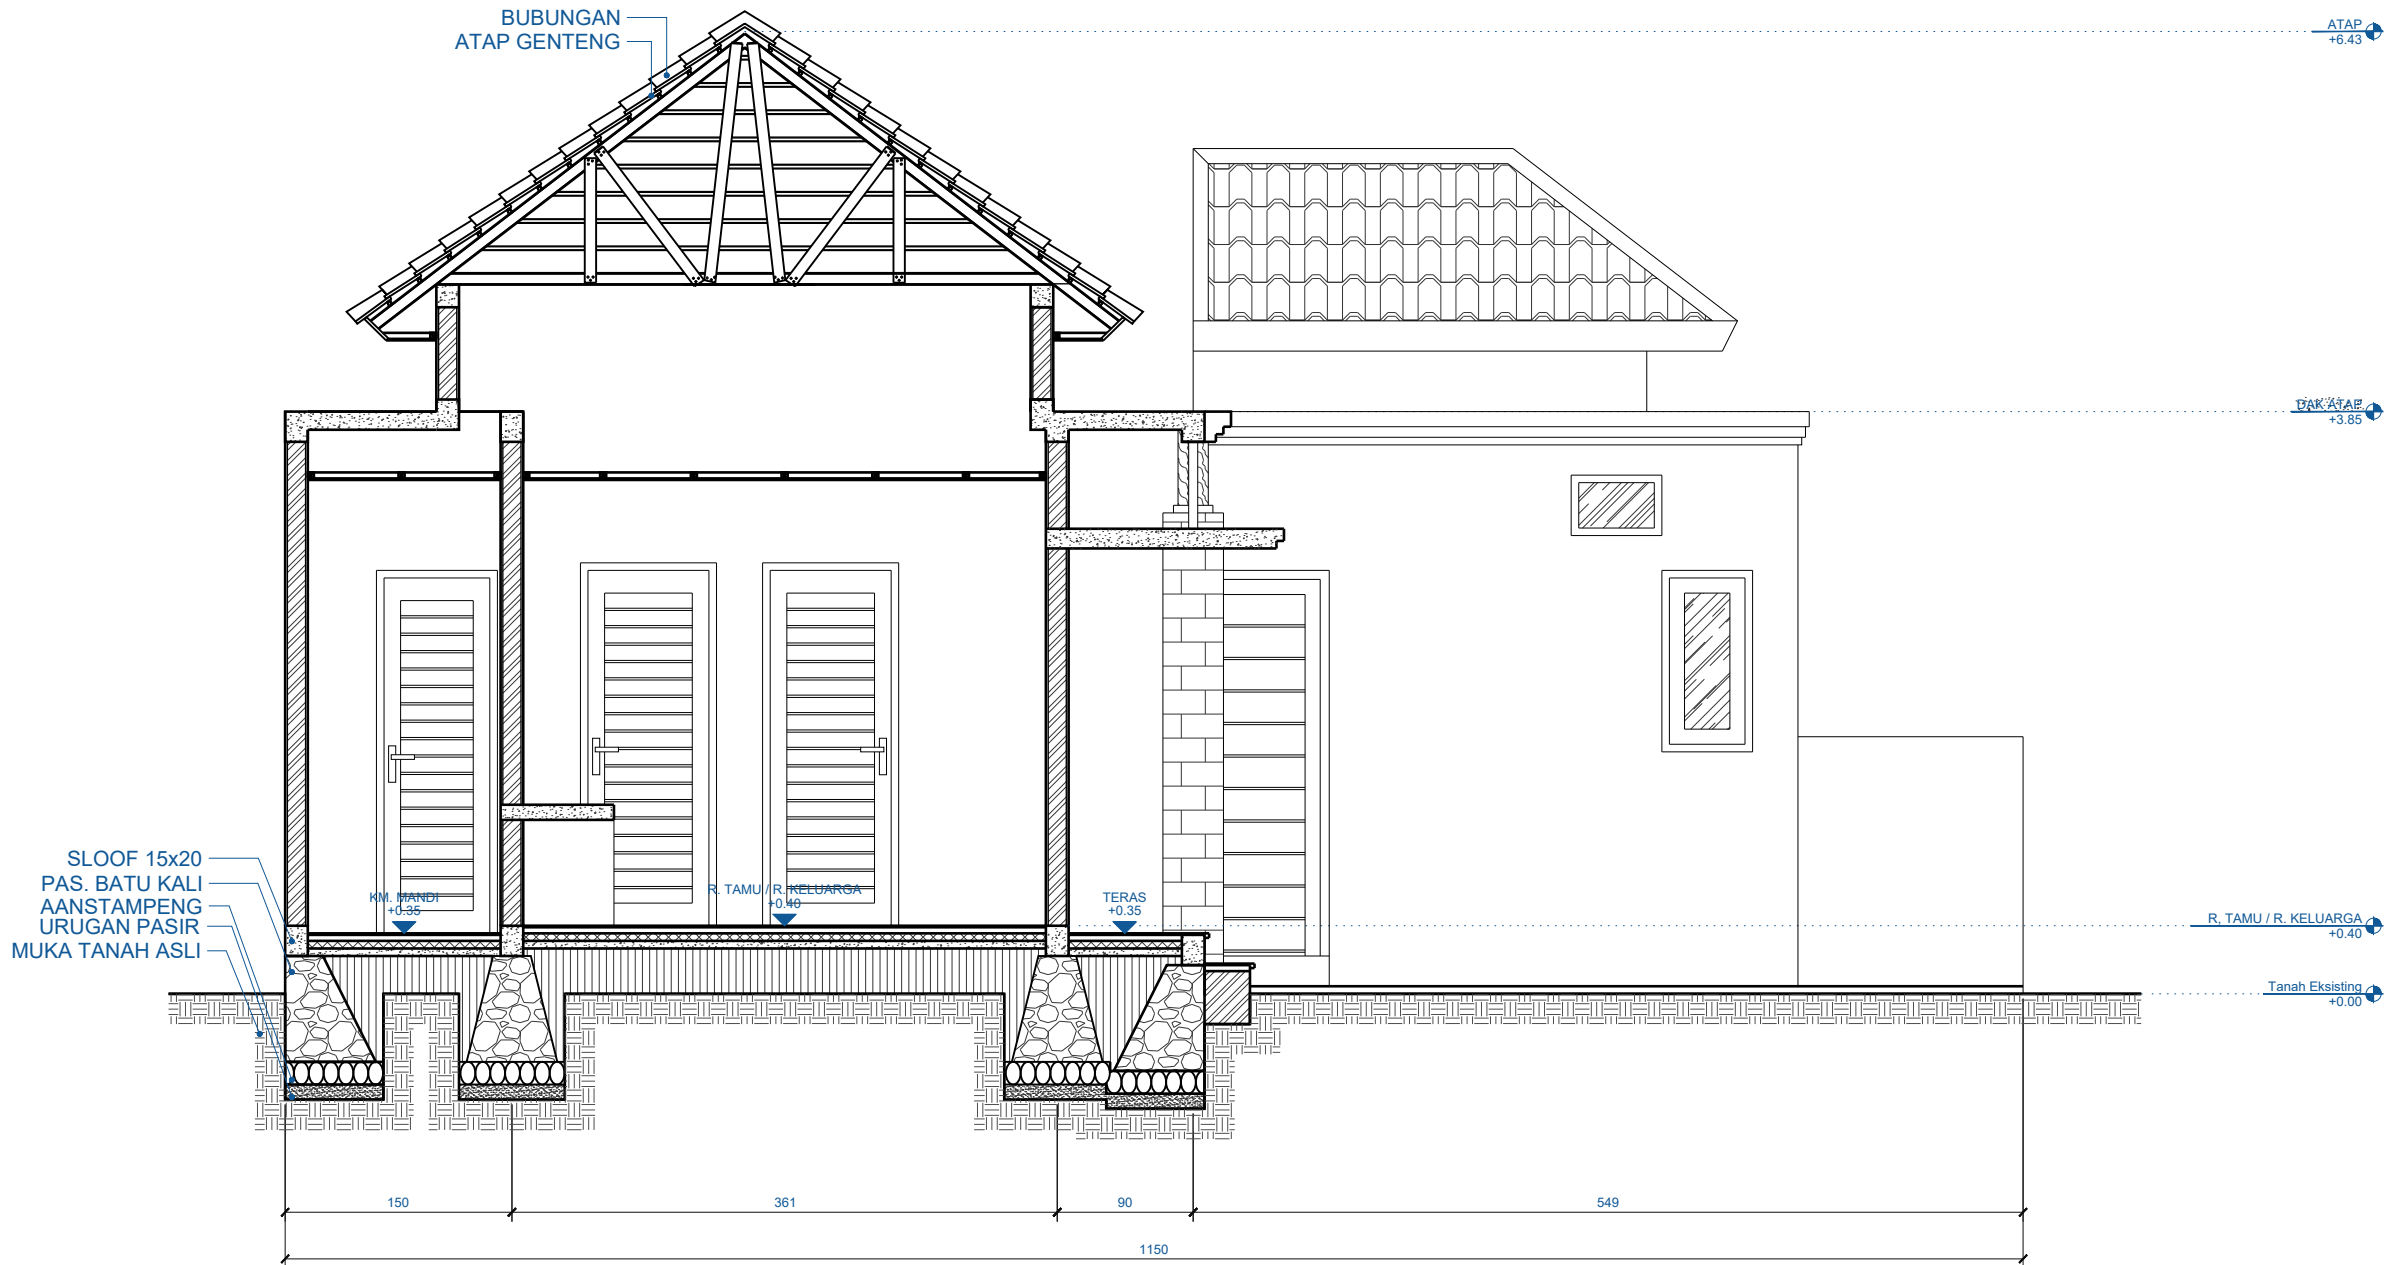 BUBUNGAN
ATAP GENTENG
ATAP
+6.43
DAK ATAP
+3.85
SLOOF 15x20
PAS. BATU KALI
AANSTAMPENG
URUGAN PASIR
MUKA TANAH ASLI
KM. MANDI
+0.35
R. TAMU / R. KELUARGA
+0.40
TERAS
+0.35
R, TAMU / R. KELUARGA
+0.40
Tanah Eksisting
+0.00
150
361
90
549
1150